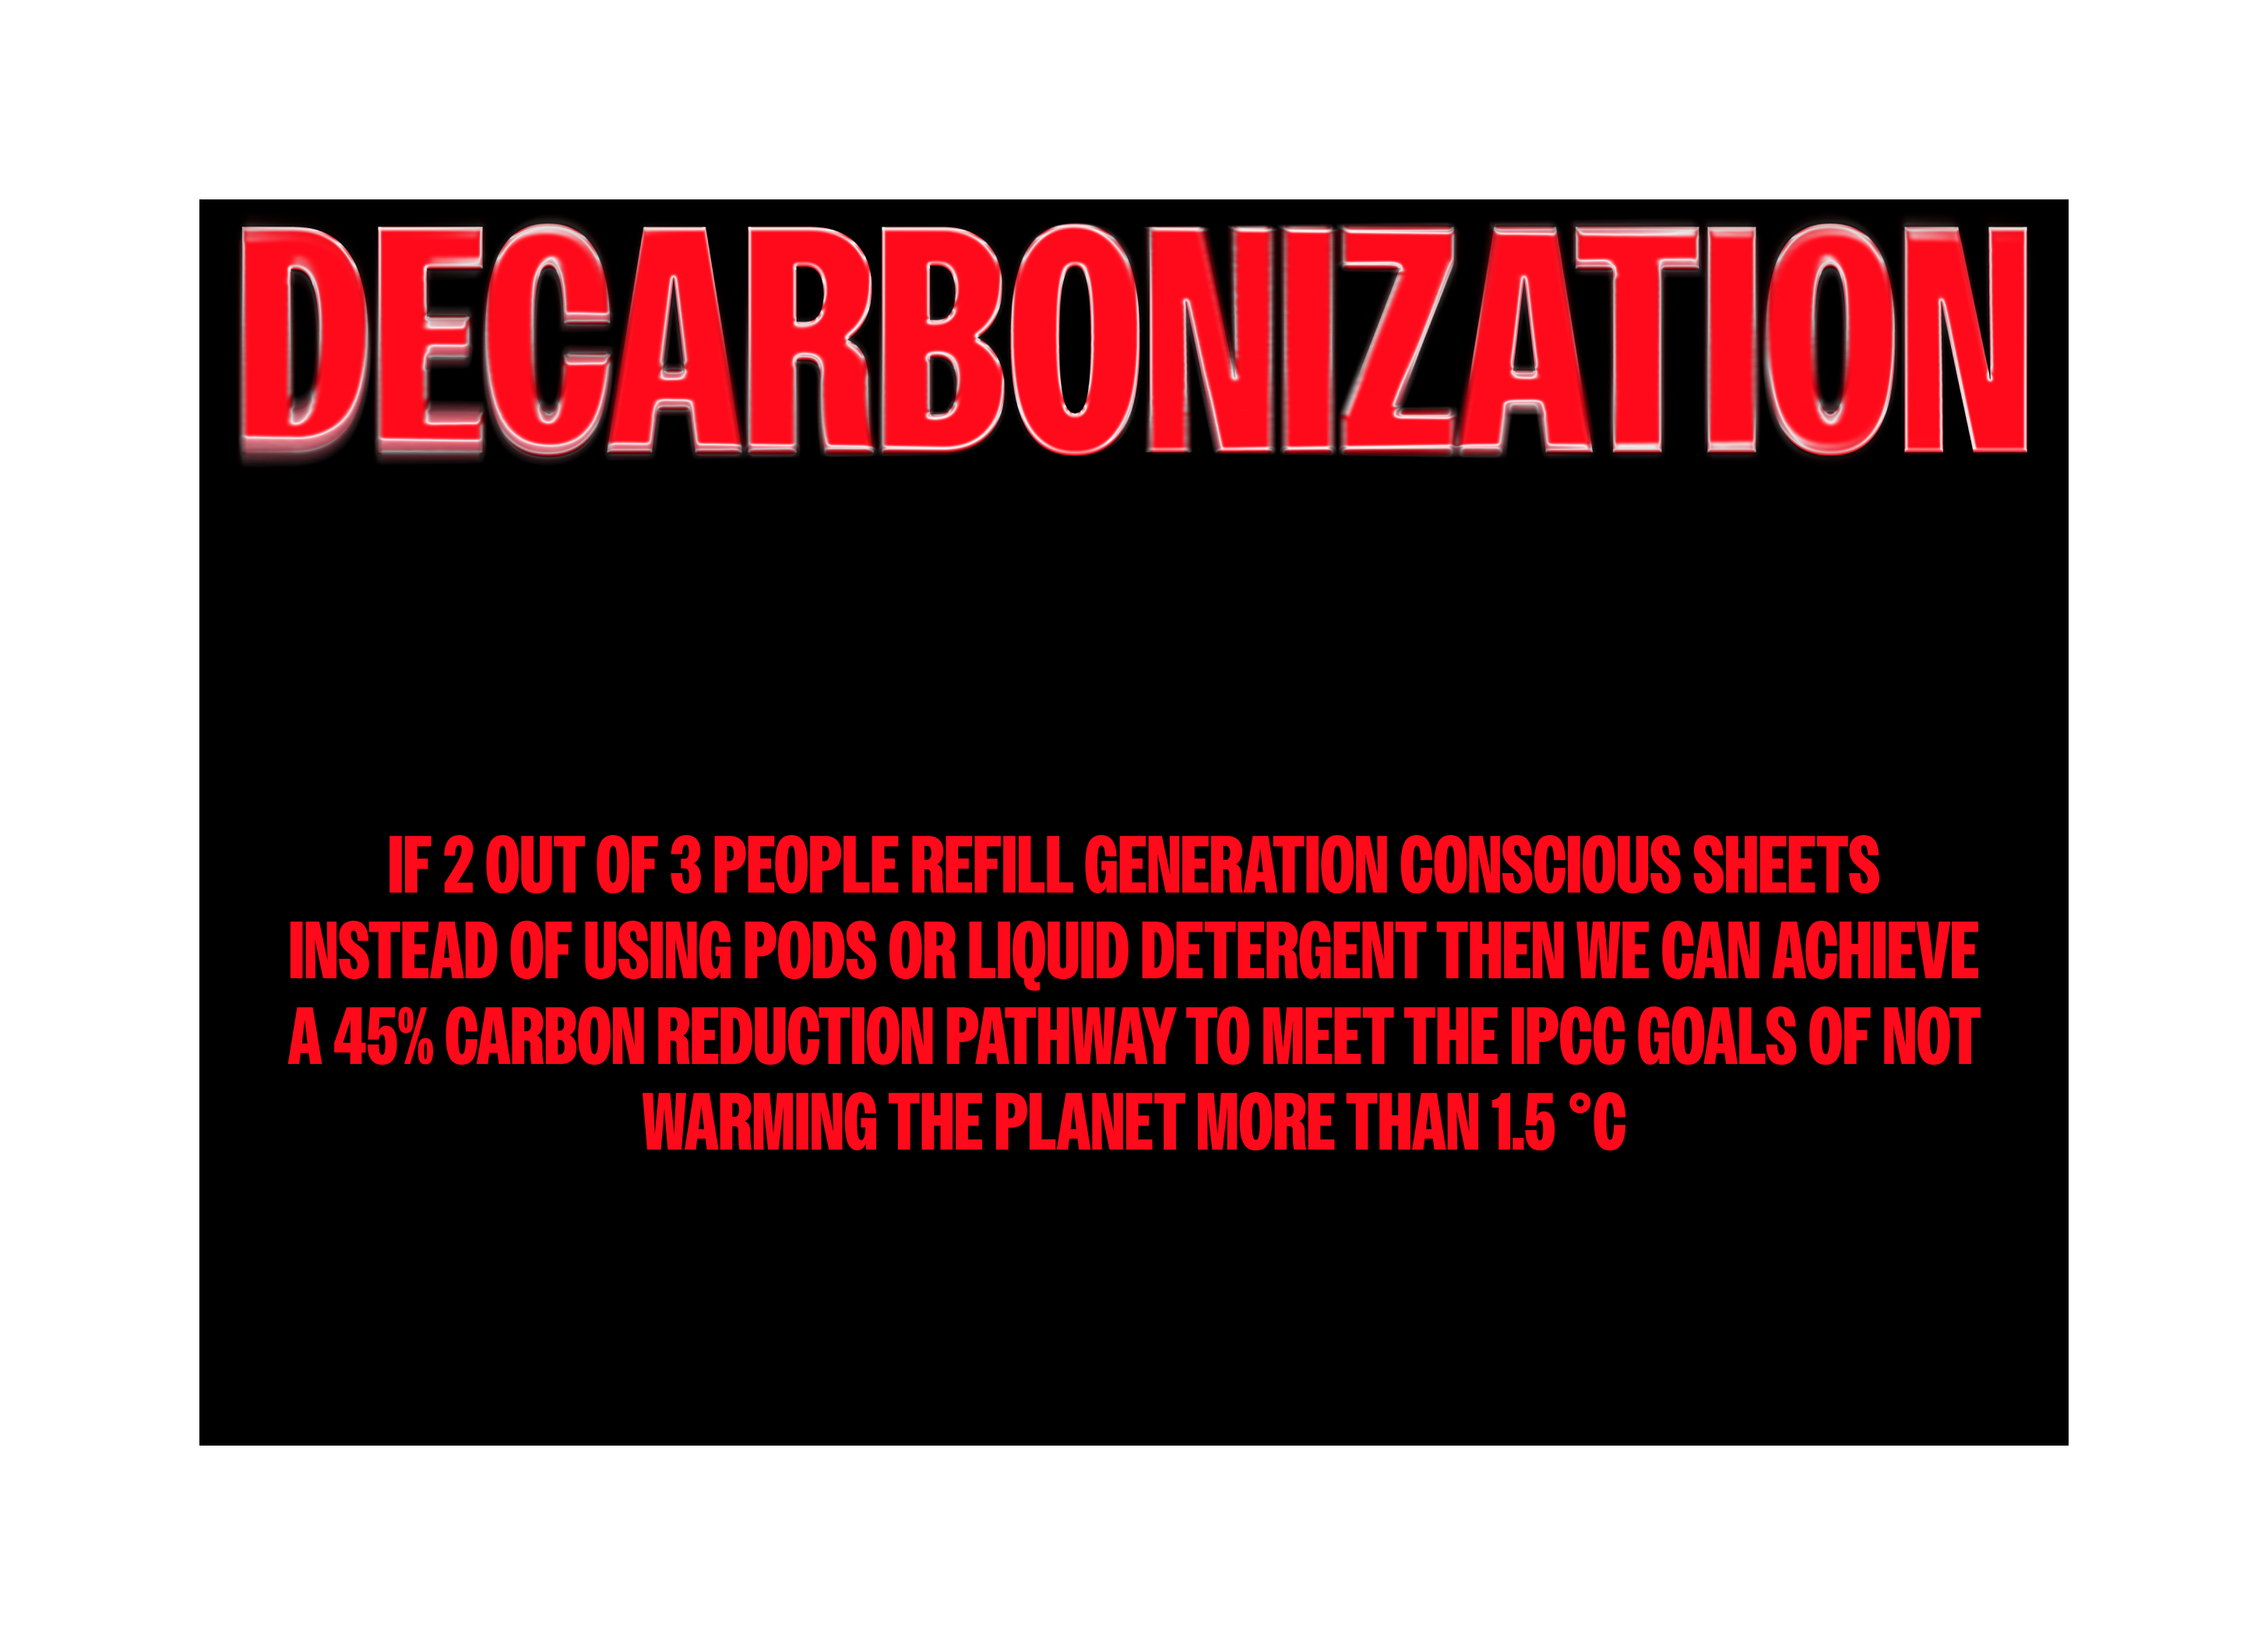 DECARBONIZATION
IF 2 OUT OF 3 PEOPLE REFILL GENERATION CONSCIOUS SHEETS
INSTEAD OF USING PODS OR LIQUID DETERGENT THEN WE CAN ACHIEVE
A 45% CARBON REDUCTION PATHWAY TO MEET THE IPCC GOALS OF NOT
WARMING THE PLANET MORE THAN 1.5 °C